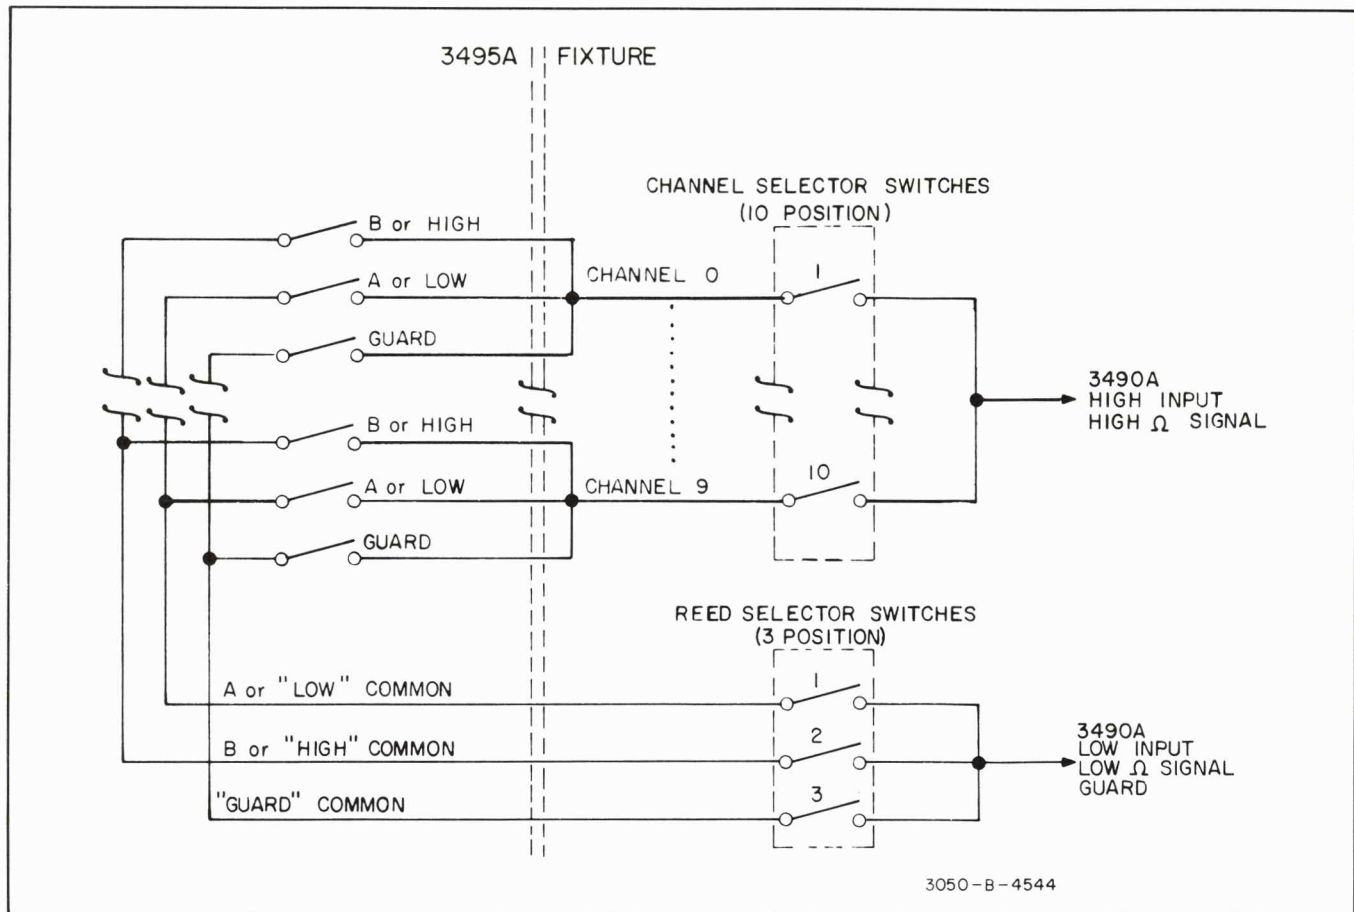 3495A FIXTURE
CHANNEL SELECTOR SWITCHES
(10 POSITION)
B or HIGH
A or LOW
GUARD
CHANNEL 0
1
3490A
HIGH INPUT
HIGH Ω SIGNAL
B or HIGH
A or LOW
GUARD
CHANNEL 9
10
REED SELECTOR SWITCHES
(3 POSITION)
A or "LOW" COMMON
1
B or "HIGH" COMMON
2
"GUARD" COMMON
3
3490A
LOW INPUT
LOW Ω SIGNAL
GUARD
3050-B-4544